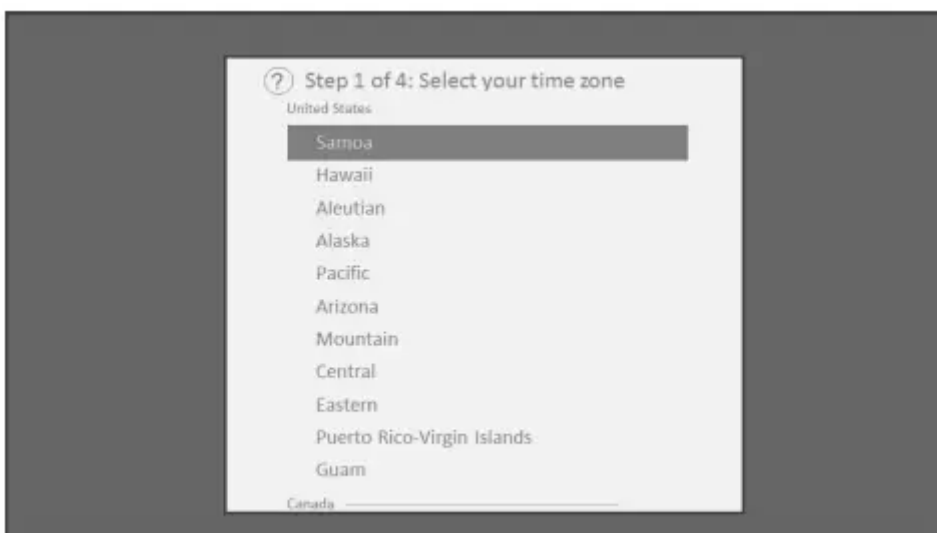 ? Step 1 of 4: Select your time zone
United States
Samoa
Hawaii
Aleutian
Alaska
Pacific
Arizona
Mountain
Central
Eastern
Puerto Rico-Virgin Islands
Guam
Canada